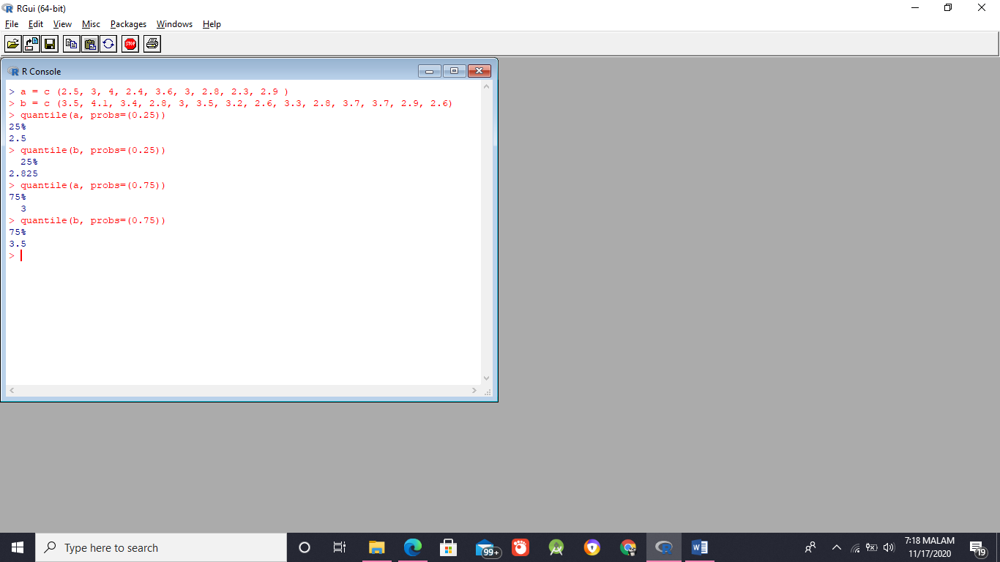 RGui (64-bit)
File Edit View Misc Packages Windows Help
STOP
R Console
> a = c (2.5, 3, 4, 2.4, 3.6, 3, 2.8, 2.3, 2.9 )
> b = c (3.5, 4.1, 3.4, 2.8, 3, 3.5, 3.2, 2.6, 3.3, 2.8, 3.7, 3.7, 2.9, 2.6)
> quantile(a, probs=(0.25))
25%
2.5
> quantile(b, probs=(0.25))
25%
2.825
> quantile(a, probs=(0.75))
75%
3
> quantile(b, probs=(0.75))
75%
3.5
>
Type here to search
99+
7:18 MALAM
11/17/2020
19